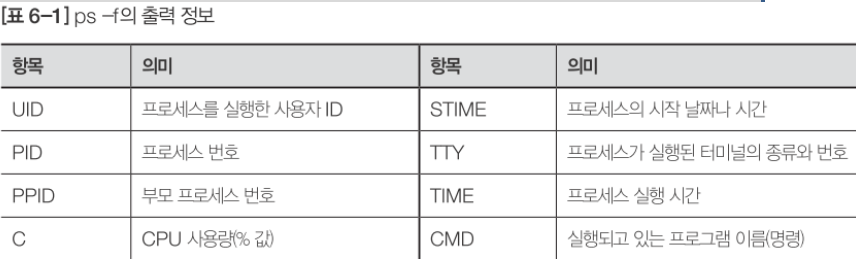 [표 6-1] ps -f의 출력 정보
항목 의미 항목 의미
UID 프로세스를 실행한 사용자 ID STIME 프로세스의 시작 날짜나 시간
PID 프로세스 번호 TTY 프로세스가 실행된 터미널의 종류와 번호
PPID 부모 프로세스 번호 TIME 프로세스 실행 시간
C CPU 사용량(% 값) CMD 실행되고 있는 프로그램 이름(명령)